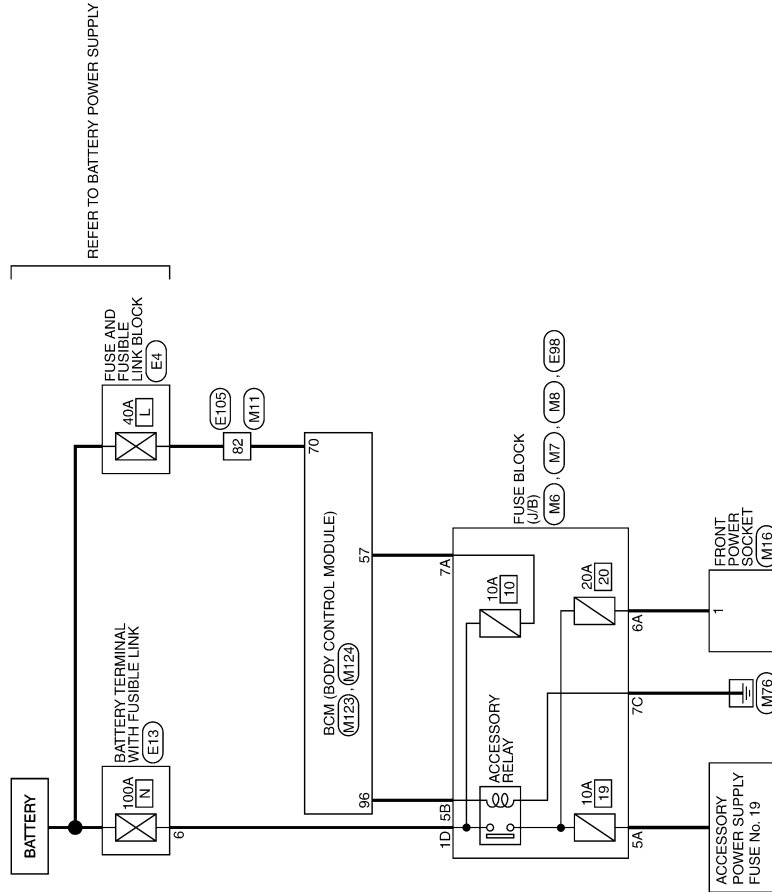 REFER TO BATTERY POWER SUPPLY
BATTERY
BATTERY TERMINAL
WITH FUSIBLE LINK
E13
100A
N
6
FUSE AND
FUSIBLE
LINK BLOCK
E4
40A
L
82
E105
M11
70
BCM (BODY CONTROL MODULE)
M123 , M124
96
57
1D
5B
7A
FUSE BLOCK
(J/B)
M6 , M7 , M8 , E98
ACCESSORY
RELAY
10A
10
10A
19
20A
20
5A
7C
6A
ACCESSORY
POWER SUPPLY
FUSE No. 19
M76
FRONT
POWER
SOCKET
M16
1